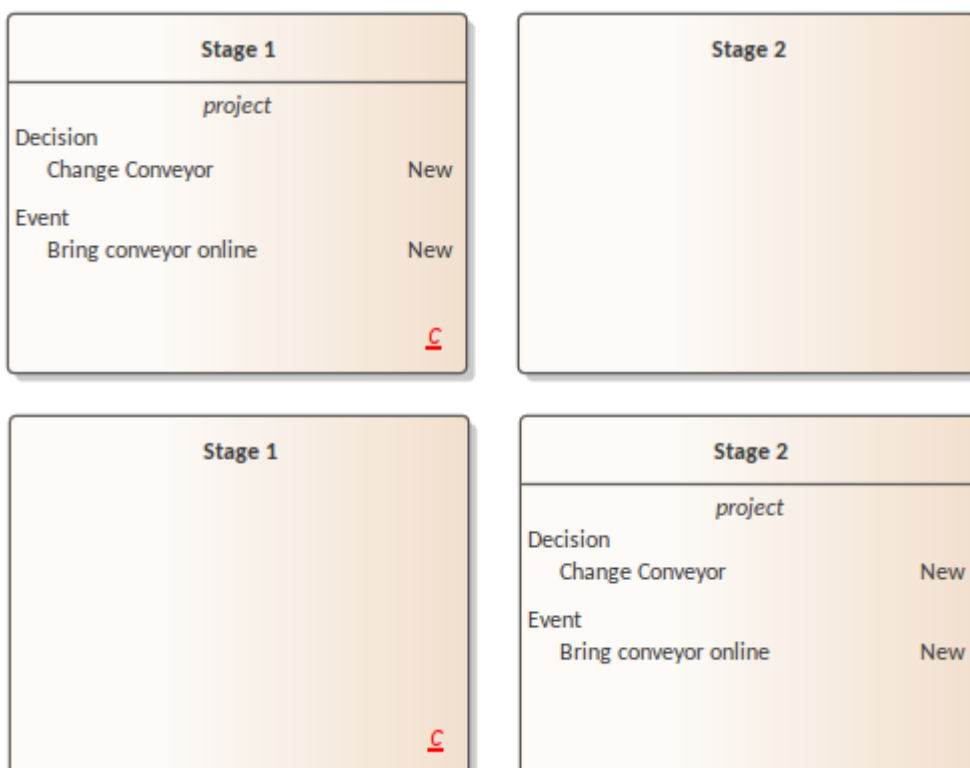 Stage 1
project
Decision
Change Conveyor New
Event
Bring conveyor online New
C
Stage 2
Stage 1
C
Stage 2
project
Decision
Change Conveyor New
Event
Bring conveyor online New